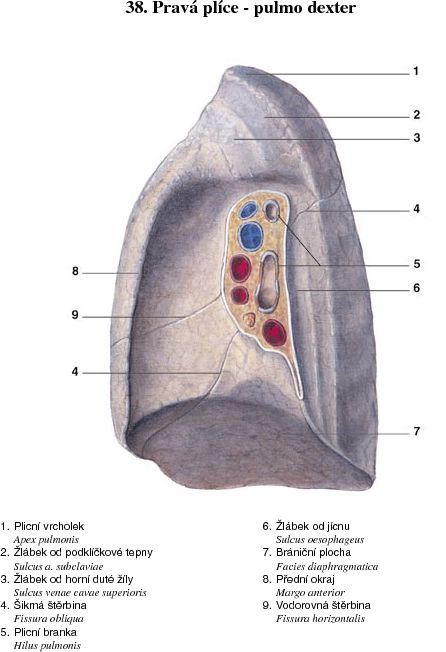 38. Pravá plíce - pulmo dexter
1
2
3
4
5
6
7
8
9
4
1. Plicní vrcholek
Apex pulmonis
2. Žlábek od podklíčkové tepny
Sulcus a. subclaviae
3. Žlábek od horní duté žíly
Sulcus venae cavae superioris
4. Šikmá štěrbina
Fissura obliqua
5. Plicní branka
Hilus pulmonis
6. Žlábek od jícnu
Sulcus oesophageus
7. Brániční plocha
Facies diaphragmatica
8. Přední okraj
Margo anterior
9. Vodorovná štěrbina
Fissura horizontalis